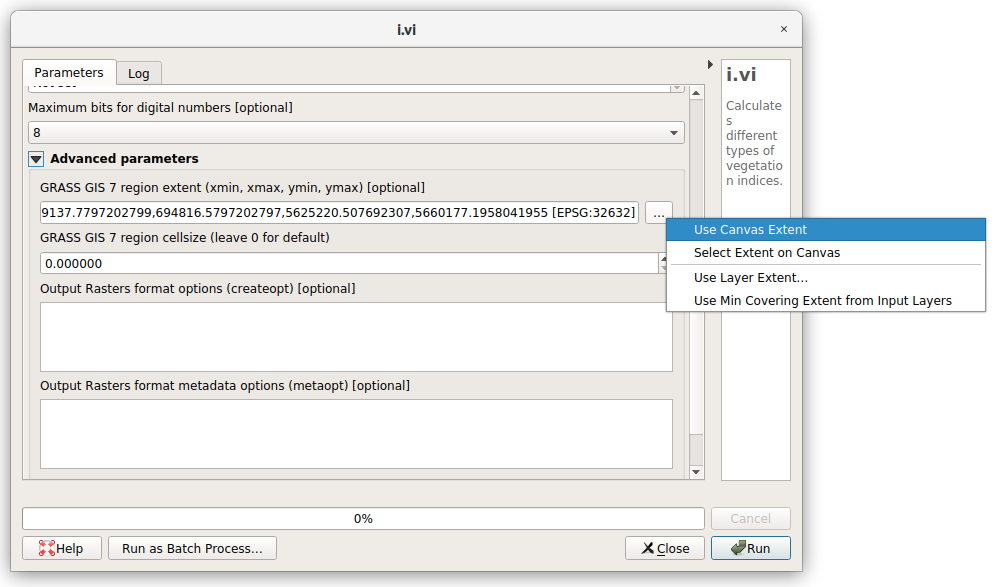 i.vi
Parameters
Log
Maximum bits for digital numbers [optional]
8
Advanced parameters
GRASS GIS 7 region extent (xmin, xmax, ymin, ymax) [optional]
9137.7797202799,694816.5797202797,5625220.507692307,5660177.1958041955 [EPSG:32632]
...
GRASS GIS 7 region cellsize (leave 0 for default)
0.000000
Output Rasters format options (createopt) [optional]
Output Rasters format metadata options (metaopt) [optional]
i.vi
Calculate
s
different
types of
vegetatio
n indices.
Use Canvas Extent
Select Extent on Canvas
Use Layer Extent...
Use Min Covering Extent from Input Layers
0%
Cancel
Help
Run as Batch Process...
Close
Run